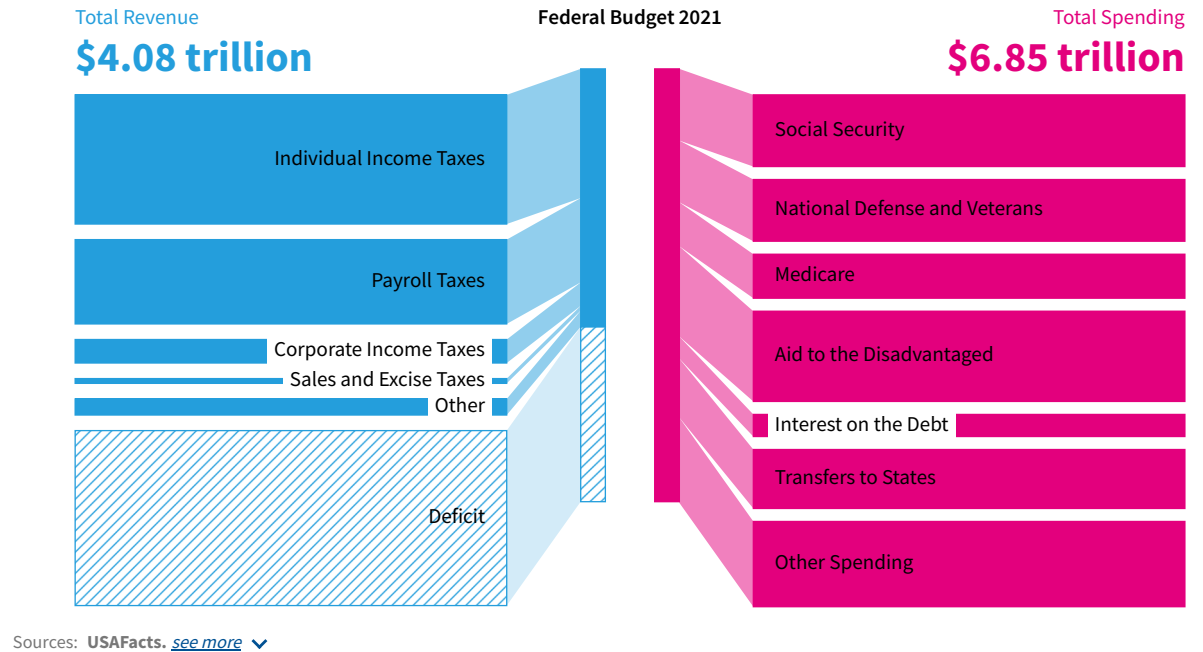 Total Revenue
Federal Budget 2021
Total Spending
$4.08 trillion
$6.85 trillion
Individual Income Taxes
Payroll Taxes
Corporate Income Taxes
Sales and Excise Taxes
Other
Deficit
Social Security
National Defense and Veterans
Medicare
Aid to the Disadvantaged
Interest on the Debt
Transfers to States
Other Spending
Sources: USAFacts. see more